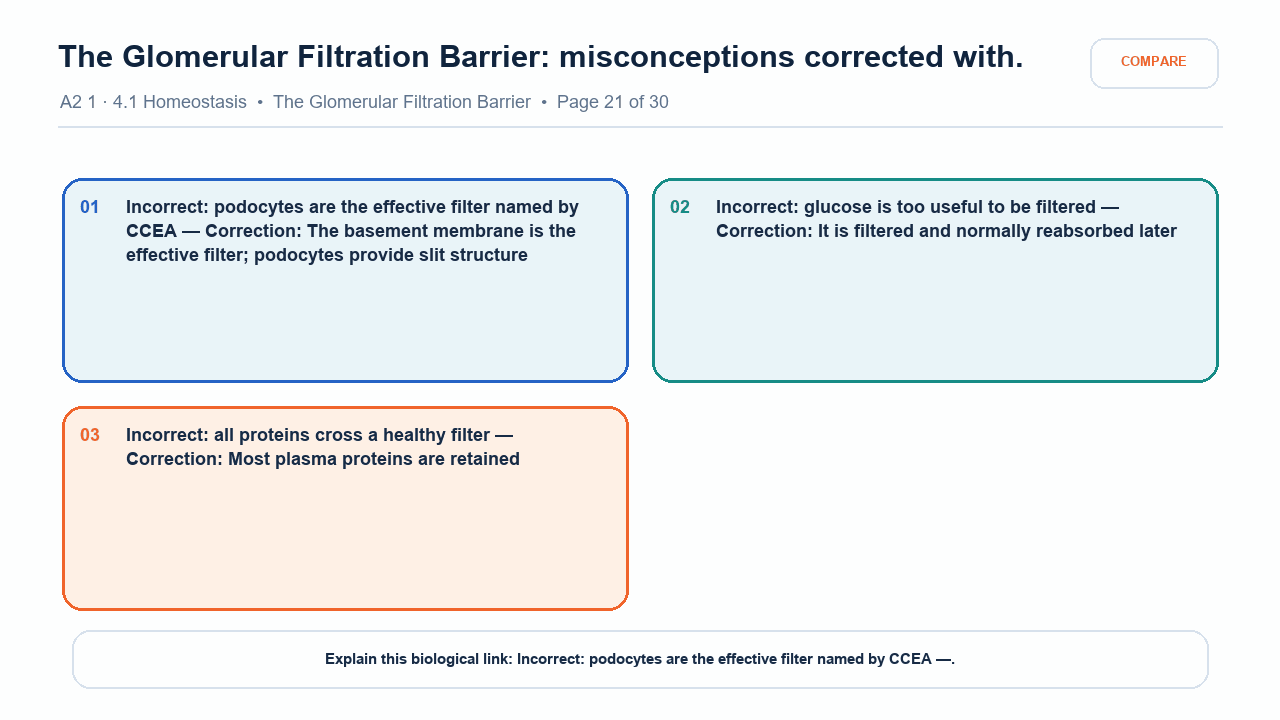 The Glomerular Filtration Barrier: misconceptions corrected with.
COMPARE
A2 1 · 4.1 Homeostasis • The Glomerular Filtration Barrier • Page 21 of 30
01 Incorrect: podocytes are the effective filter named by
CCEA — Correction: The basement membrane is the
effective filter; podocytes provide slit structure
02 Incorrect: glucose is too useful to be filtered —
Correction: It is filtered and normally reabsorbed later
03 Incorrect: all proteins cross a healthy filter —
Correction: Most plasma proteins are retained
Explain this biological link: Incorrect: podocytes are the effective filter named by CCEA —.